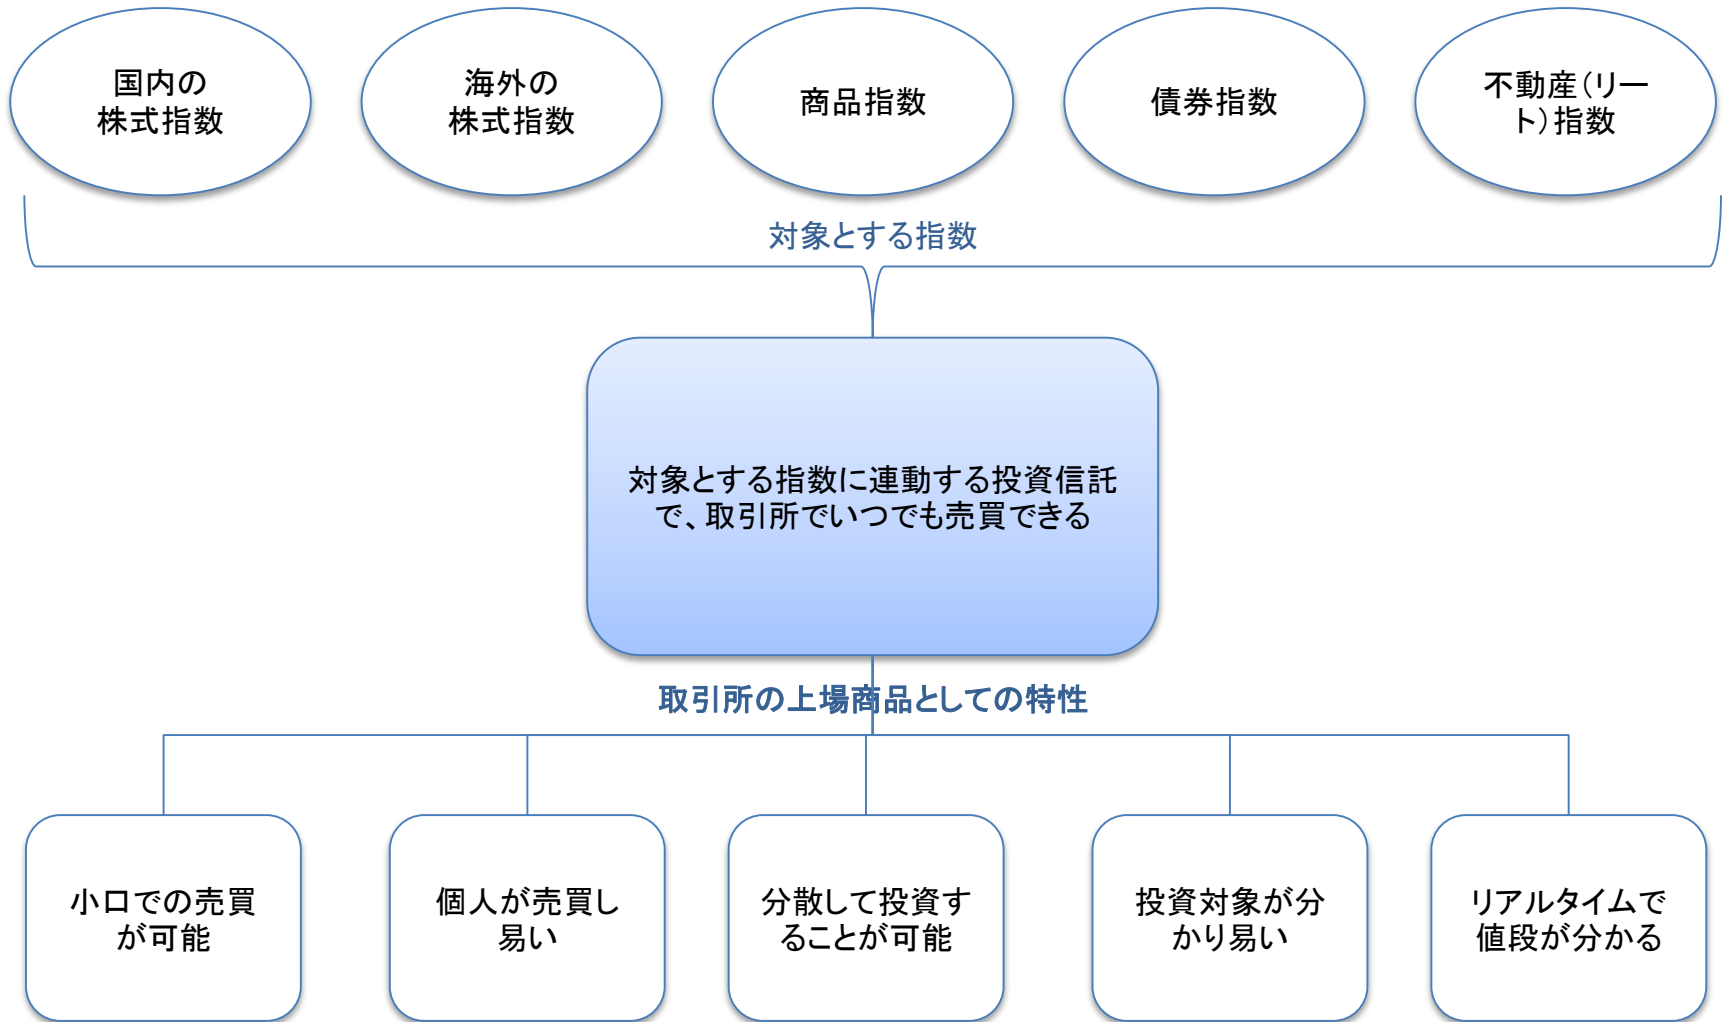 国内の
株式指数
海外の
株式指数
商品指数
債券指数
不動産（リー
ト）指数
対象とする指数
対象とする指数に連動する投資信託
で、取引所でいつでも売買できる
取引所の上場商品としての特性
小口での売買
が可能
個人が売買し
易い
分散して投資す
ることが可能
投資対象が分
かり易い
リアルタイムで
値段が分かる